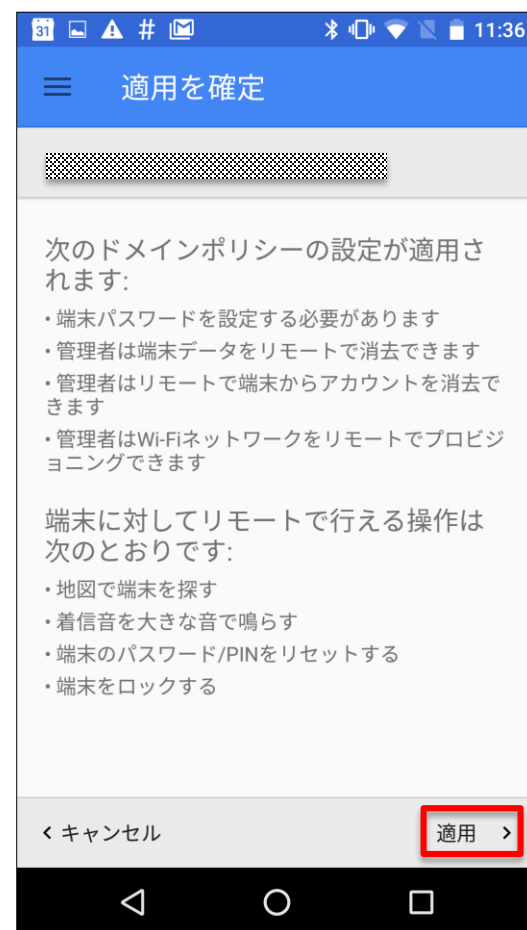 31 # 11:36
適用を確定
次のドメインポリシーの設定が適用さ
れます:
・端末パスワードを設定する必要があります
・管理者は端末データをリモートで消去できます
・管理者はリモートで端末からアカウントを消去で
きます
・管理者はWi-Fiネットワークをリモートでプロビジ
ョニングできます
端末に対してリモートで行える操作は
次のとおりです:
・地図で端末を探す
・着信音を大きな音で鳴らす
・端末のパスワード/PINをリセットする
・端末をロックする
キャンセル 適用